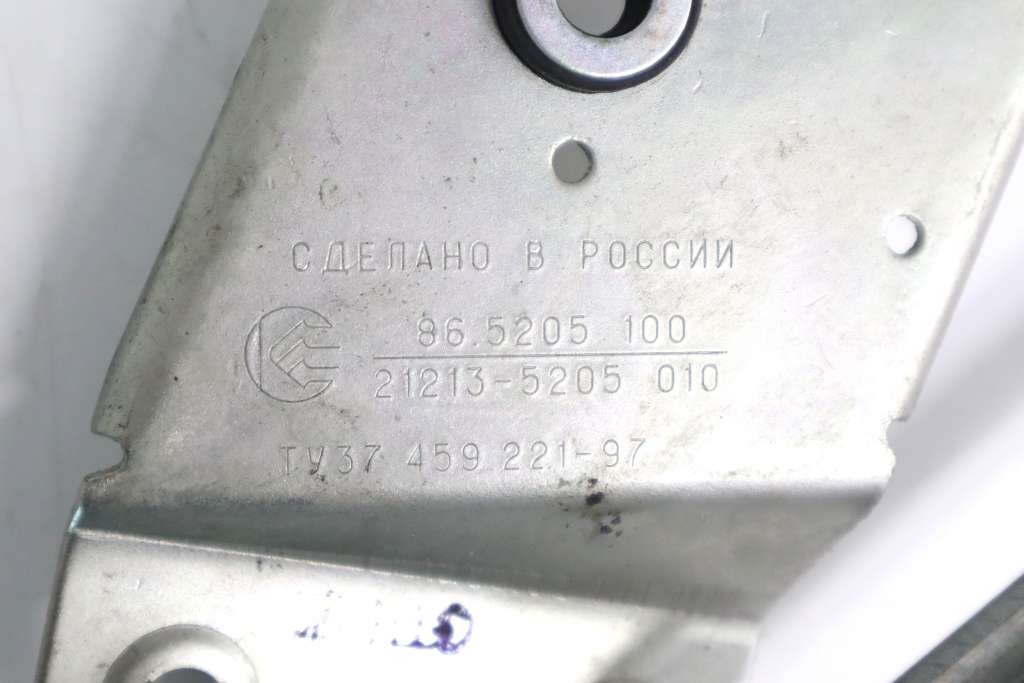 СДЕЛАНО В РОССИИ
86.5205 100
21213-5205 010
ТУ37 459 221-97